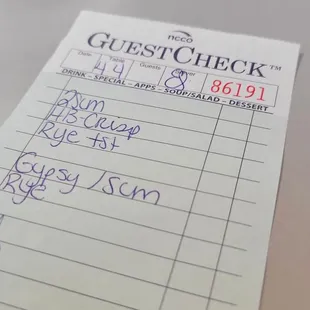 ncco
GUESTCHECK™
Date Table Guests Server
44 8 86191
DRINK - SPECIAL - APPS - SOUP/SALAD - DESSERT
2scm
HB-Crisp
Rye tst
Gypsy /scm
Rye